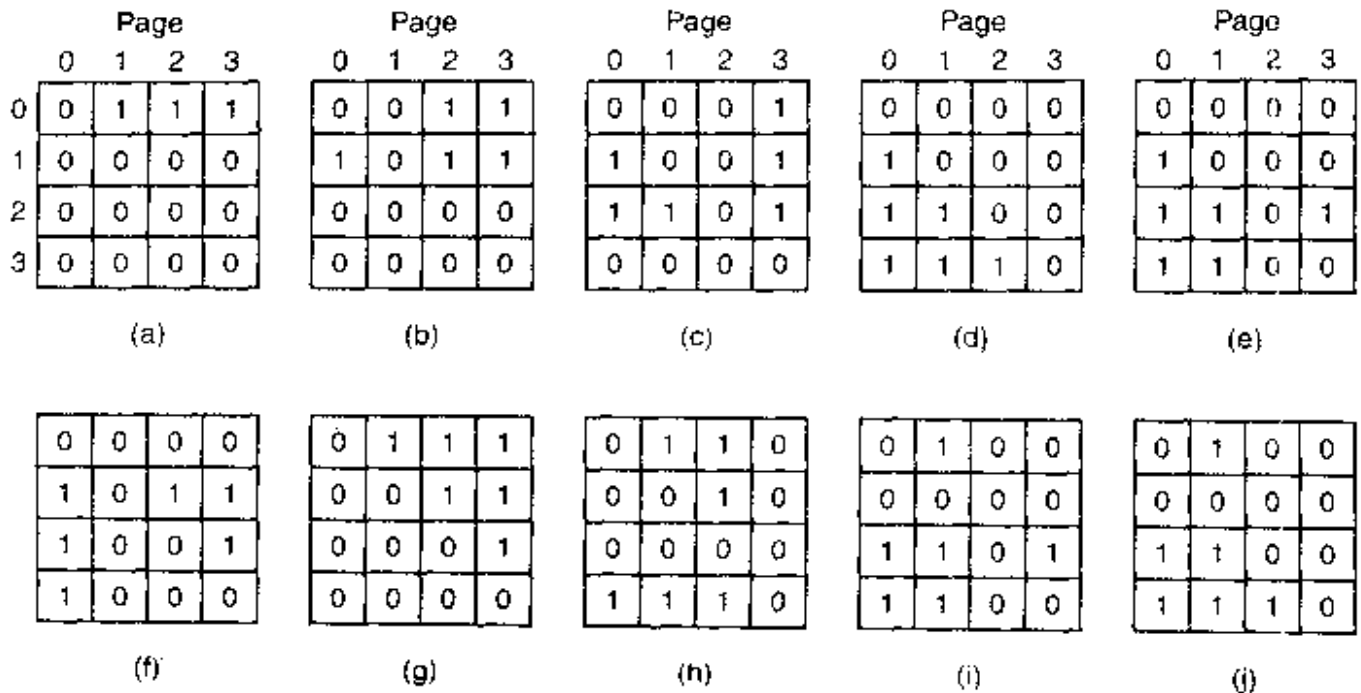 Page Page Page Page Page
0 1 2 3 0 1 2 3 0 1 2 3 0 1 2 3 0 1 2 3
0 0 1 1 1 0 0 1 1 0 0 0 1 0 0 0 0 0 0 0 0
1 0 0 0 0 1 0 1 1 1 0 0 1 1 0 0 0 1 0 0 0
2 0 0 0 0 0 0 0 0 1 1 0 1 1 1 0 0 1 1 0 1
3 0 0 0 0 0 0 0 0 0 0 0 0 1 1 1 0 1 1 0 0
(a) (b) (c) (d) (e)
0 0 0 0 0 1 1 1 0 1 1 0 0 1 0 0 0 1 0 0
1 0 1 1 0 0 1 1 0 0 1 0 0 0 0 0 0 0 0 0
1 0 0 1 0 0 0 1 0 0 0 0 1 1 0 1 1 1 0 0
1 0 0 0 0 0 0 0 1 1 1 0 1 1 0 0 1 1 1 0
(f) (g) (h) (i) (j)